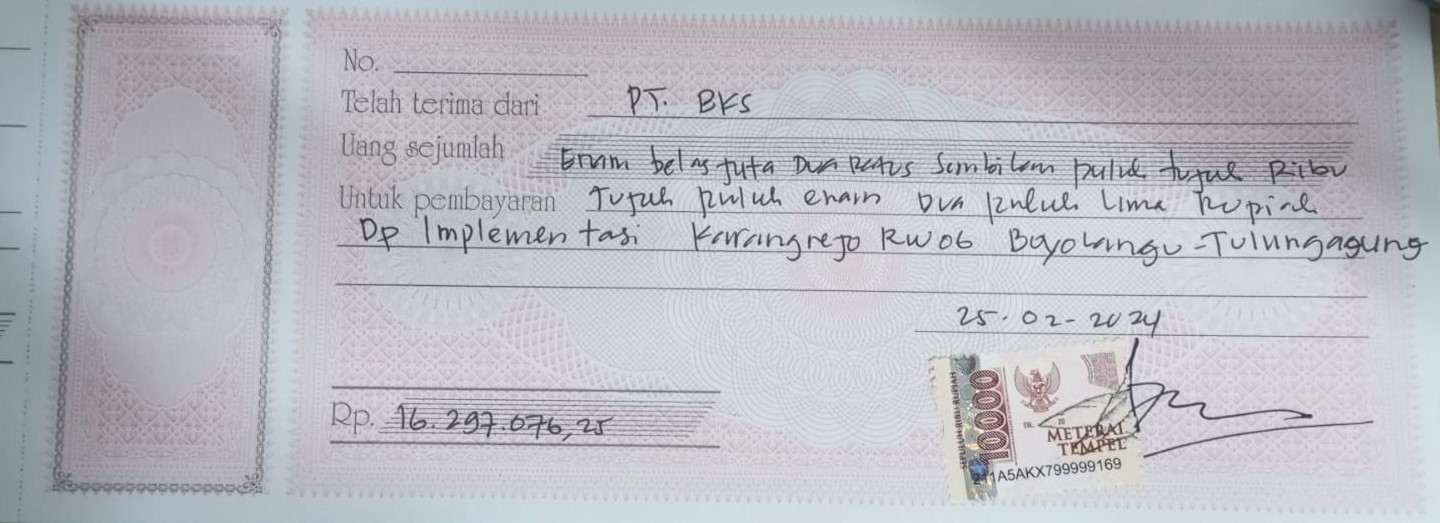 No.
Telah terima dari PT. BKS
Uang sejumlah Enam belas juta Dua Ratus Sembilan puluh tujuh Ribu
Untuk pembayaran Tujuh puluh enam Dua puluh Lima Rupiah
Dp Implementasi Karangrejo RW06 Boyolangu - Tulungagung
25-02-2024
Rp. 16.297.076,25
SEPULUH RIBU RUPIAH
10000
METERAI
TEMPEL
211A5AKX799999169